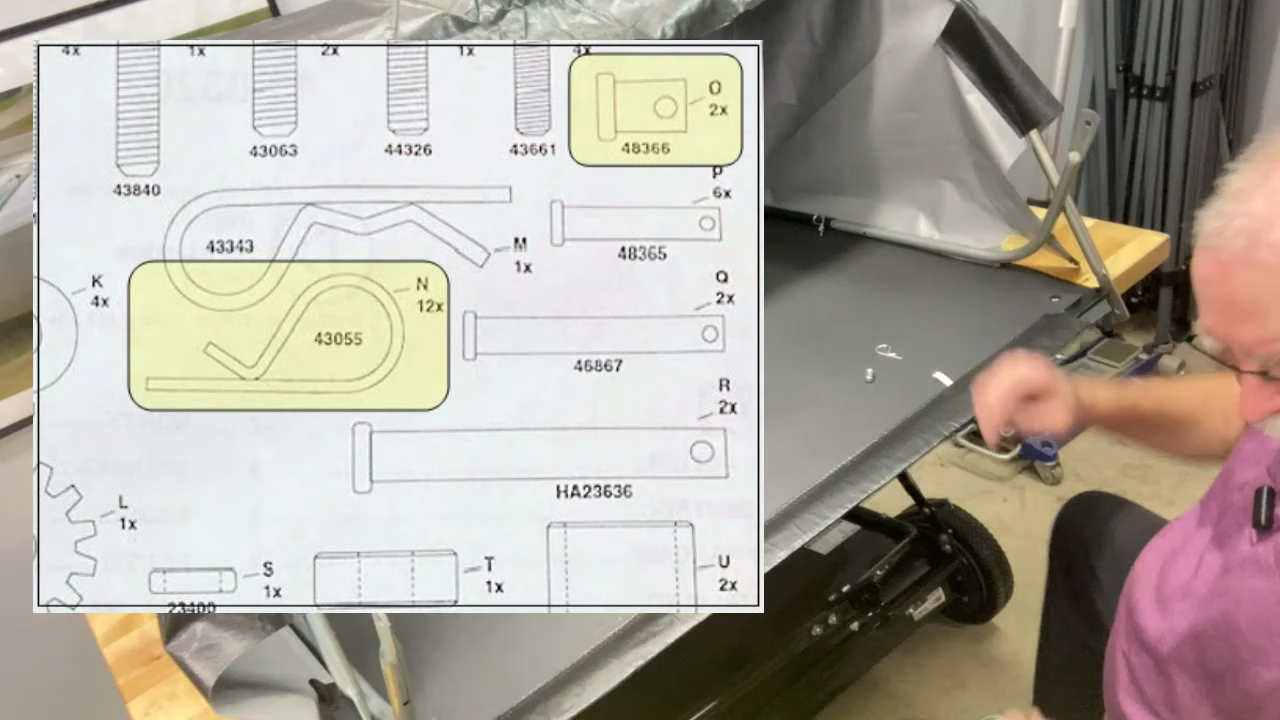 4x
1x
2x
1x
4x
43840
43063
44326
43661
O
2x
48366
P
6x
48365
43343
M
1x
K
4x
N
12x
43055
Q
2x
46867
R
2x
HA23636
L
1x
S
1x
23400
T
1x
U
2x